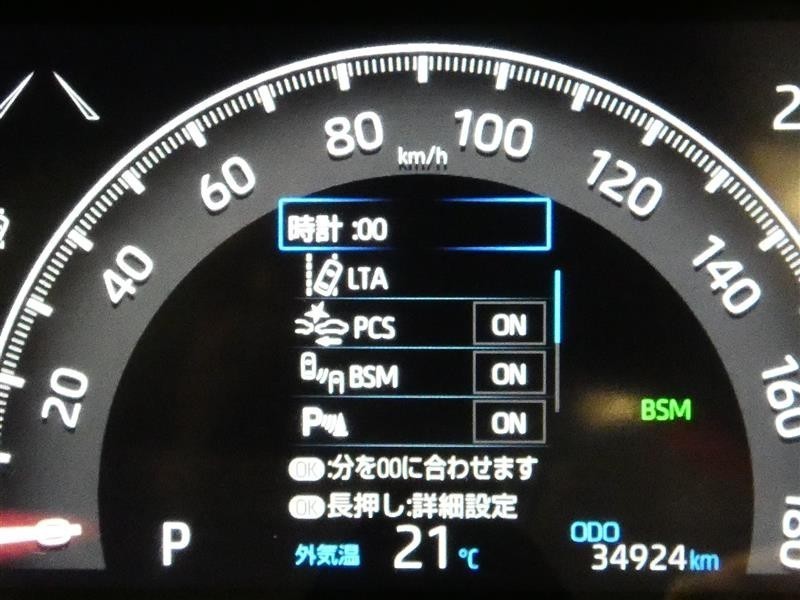 80
100
km/h
60
120
40
140
20
160
180
2
時計 :00
LTA
PCS ON
BSM ON
P ON
BSM
OK:分を00に合わせます
OK長押し:詳細設定
P
外気温 21℃
ODO
34924km